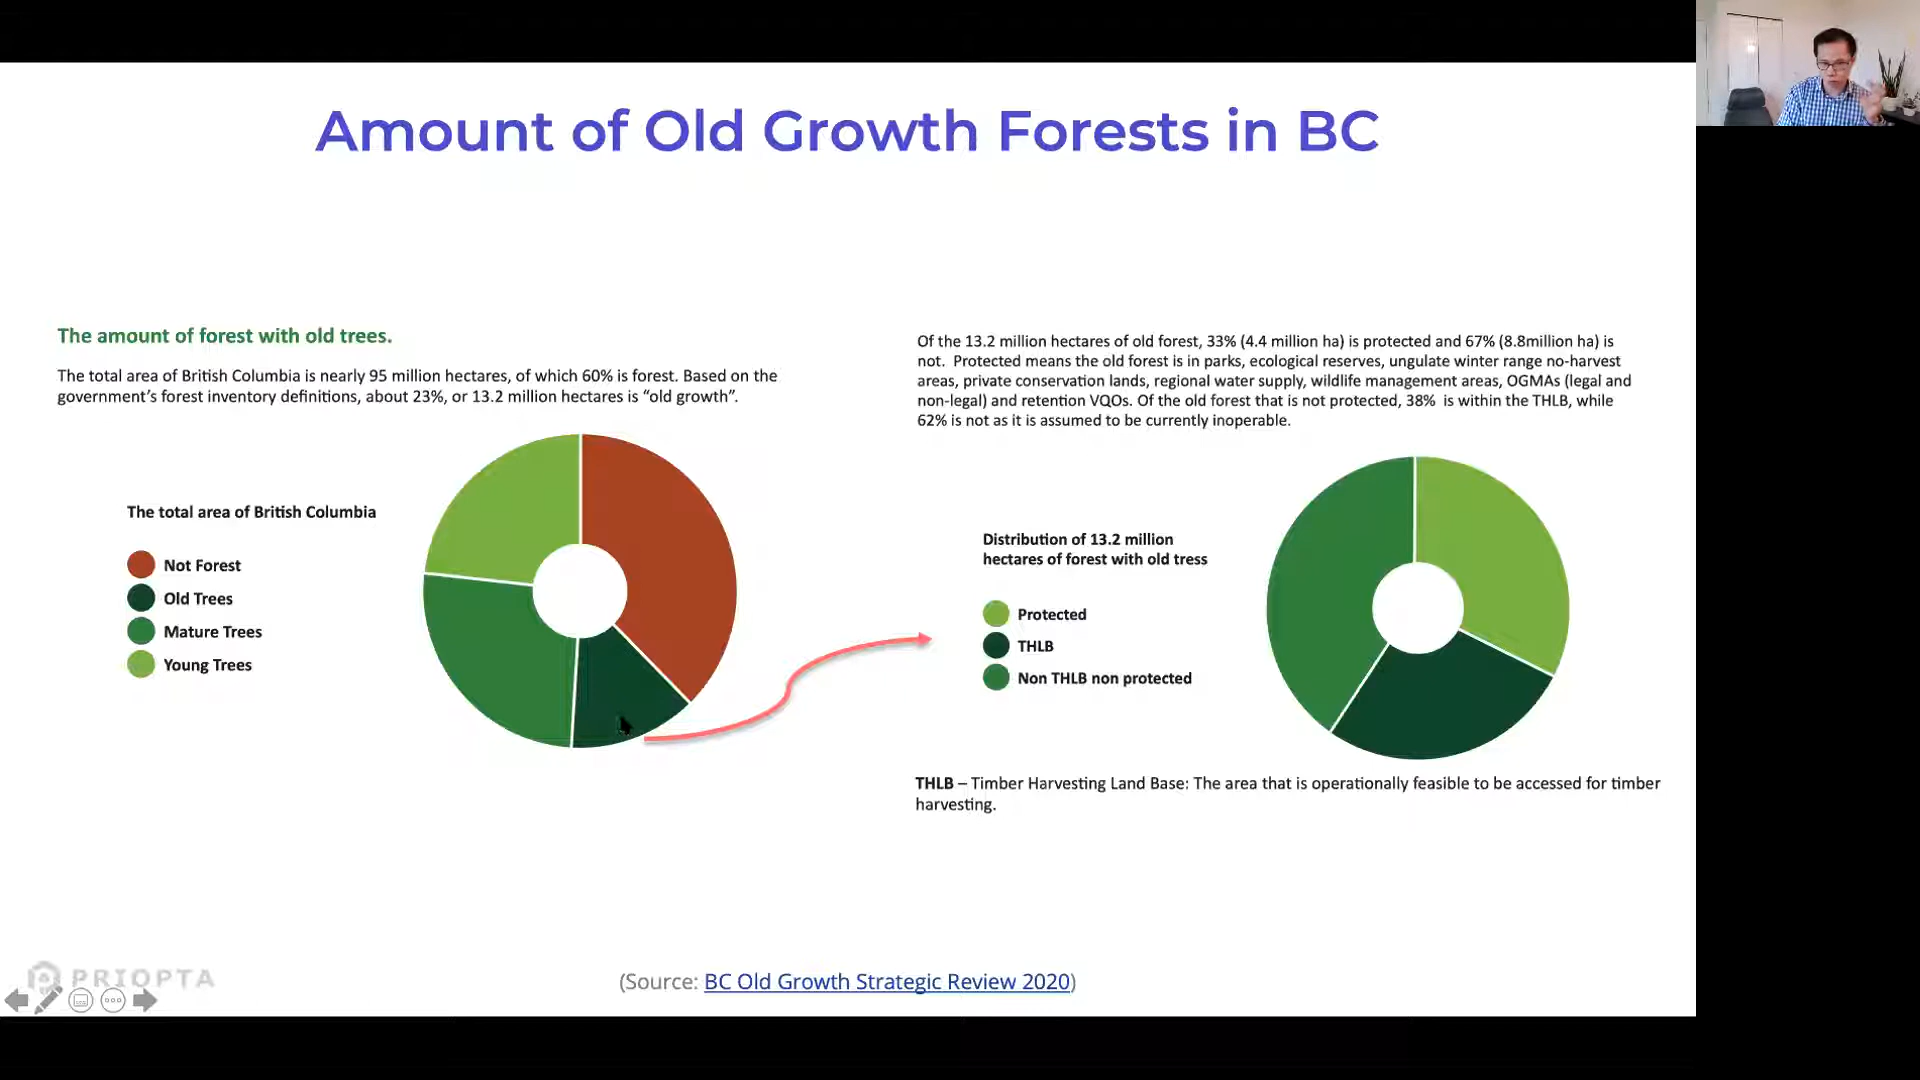 Amount of Old Growth Forests in BC
The amount of forest with old trees.
The total area of British Columbia is nearly 95 million hectares, of which 60% is forest. Based on the
government's forest inventory definitions, about 23%, or 13.2 million hectares is “old growth”.
The total area of British Columbia
Not Forest
Old Trees
Mature Trees
Young Trees
Of the 13.2 million hectares of old forest, 33% (4.4 million ha) is protected and 67% (8.8million ha) is
not. Protected means the old forest is in parks, ecological reserves, ungulate winter range no-harvest
areas, private conservation lands, regional water supply, wildlife management areas, OGMAs (legal and
non-legal) and retention VQOs. Of the old forest that is not protected, 38% is within the THLB, while
62% is not as it is assumed to be currently inoperable.
Distribution of 13.2 million
hectares of forest with old tress
Protected
THLB
Non THLB non protected
THLB – Timber Harvesting Land Base: The area that is operationally feasible to be accessed for timber
harvesting.
PRIOPTA
(Source: BC Old Growth Strategic Review 2020)